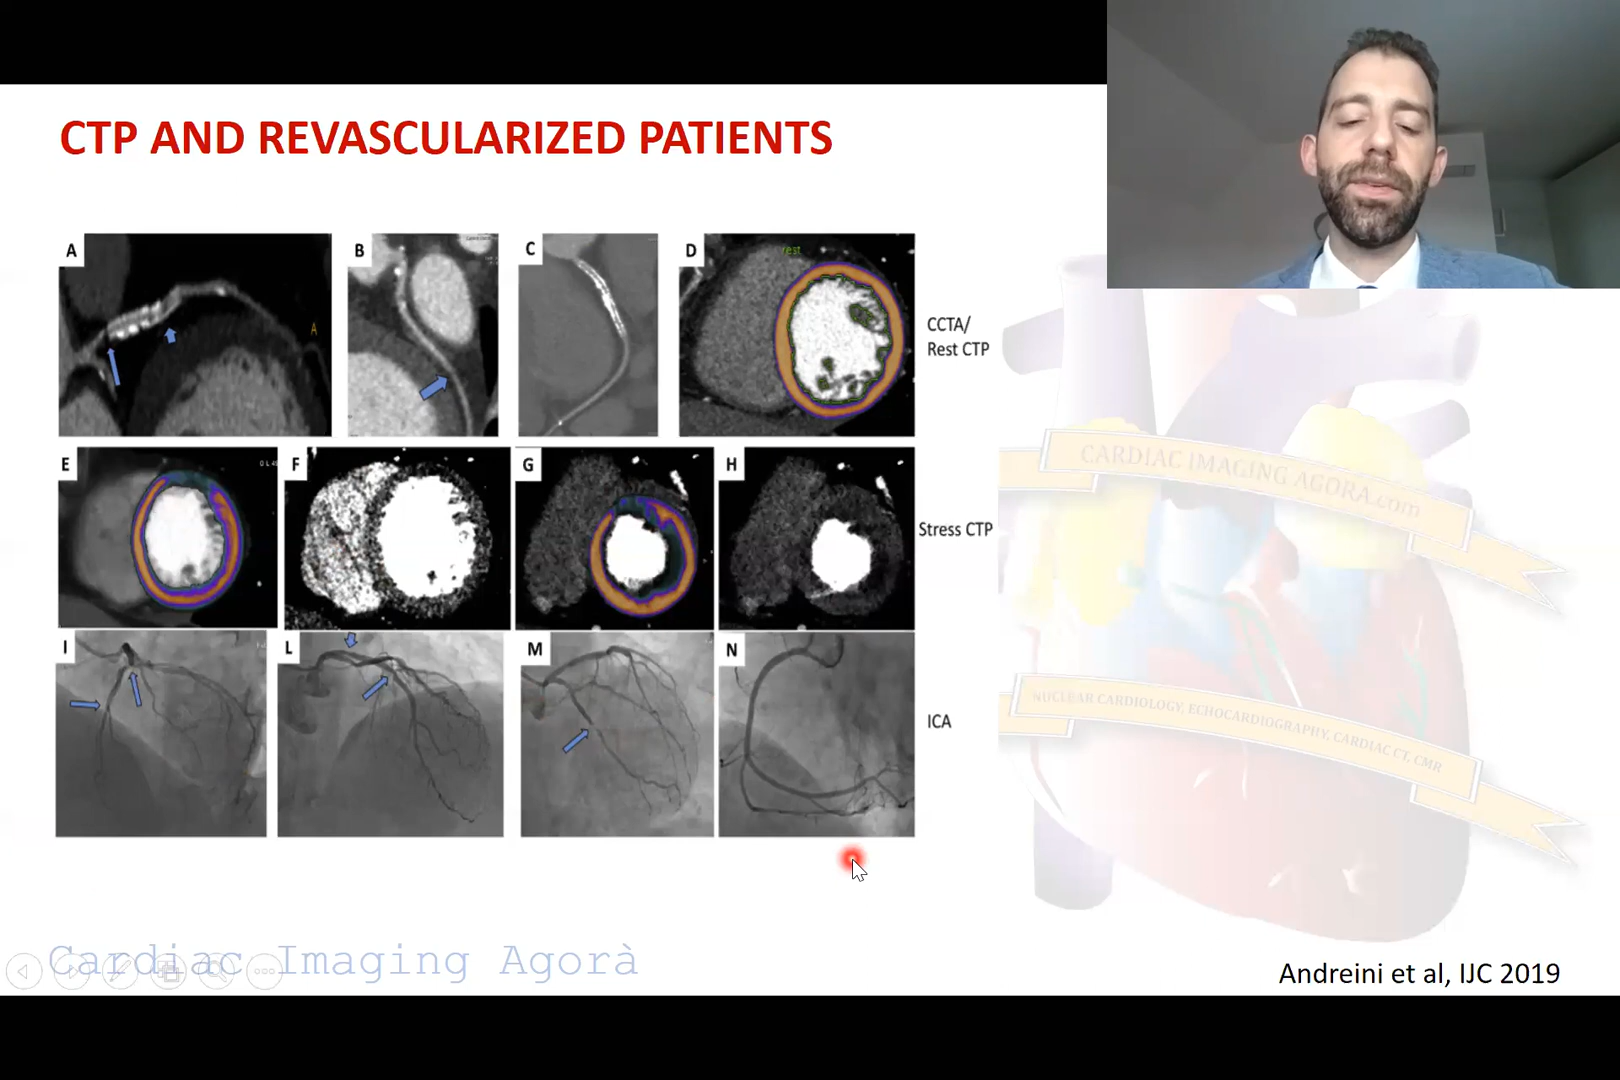 CTP AND REVASCULARIZED PATIENTS
A
B
C
D
rest
A
CCTA/
Rest CTP
E
F
G
H
Stress CTP
I
L
M
N
ICA
CARDIAC IMAGING AGORA.com
NUCLEAR CARDIOLOGY, ECHOCARDIOGRAPHY, CARDIAC CT, CMR
Cardiac Imaging Agorà
Andreini et al, IJC 2019